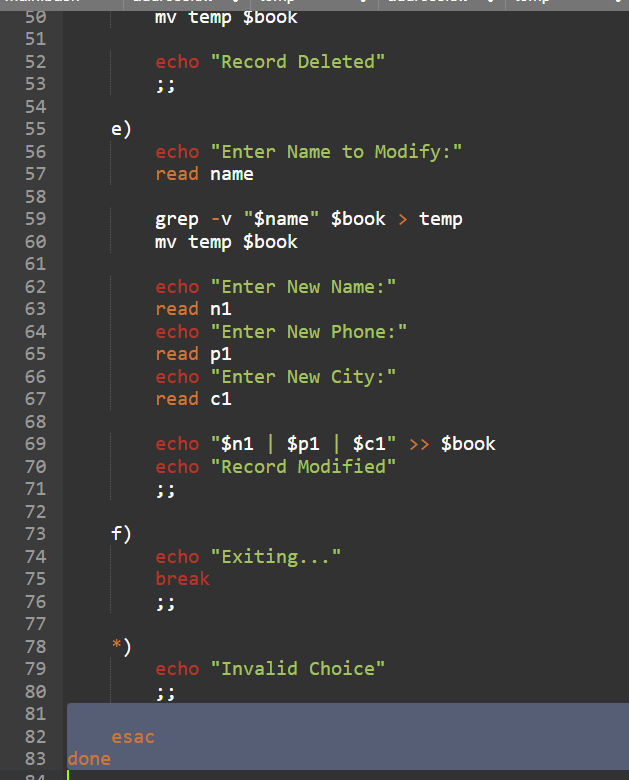 50 mv temp $book
51
52 echo "Record Deleted"
53 ;;
54
55 e)
56 echo "Enter Name to Modify:"
57 read name
58
59 grep -v "$name" $book > temp
60 mv temp $book
61
62 echo "Enter New Name:"
63 read n1
64 echo "Enter New Phone:"
65 read p1
66 echo "Enter New City:"
67 read c1
68
69 echo "$n1 | $p1 | $c1" >> $book
70 echo "Record Modified"
71 ;;
72
73 f)
74 echo "Exiting..."
75 break
76 ;;
77
78 *)
79 echo "Invalid Choice"
80 ;;
81
82 esac
83 done